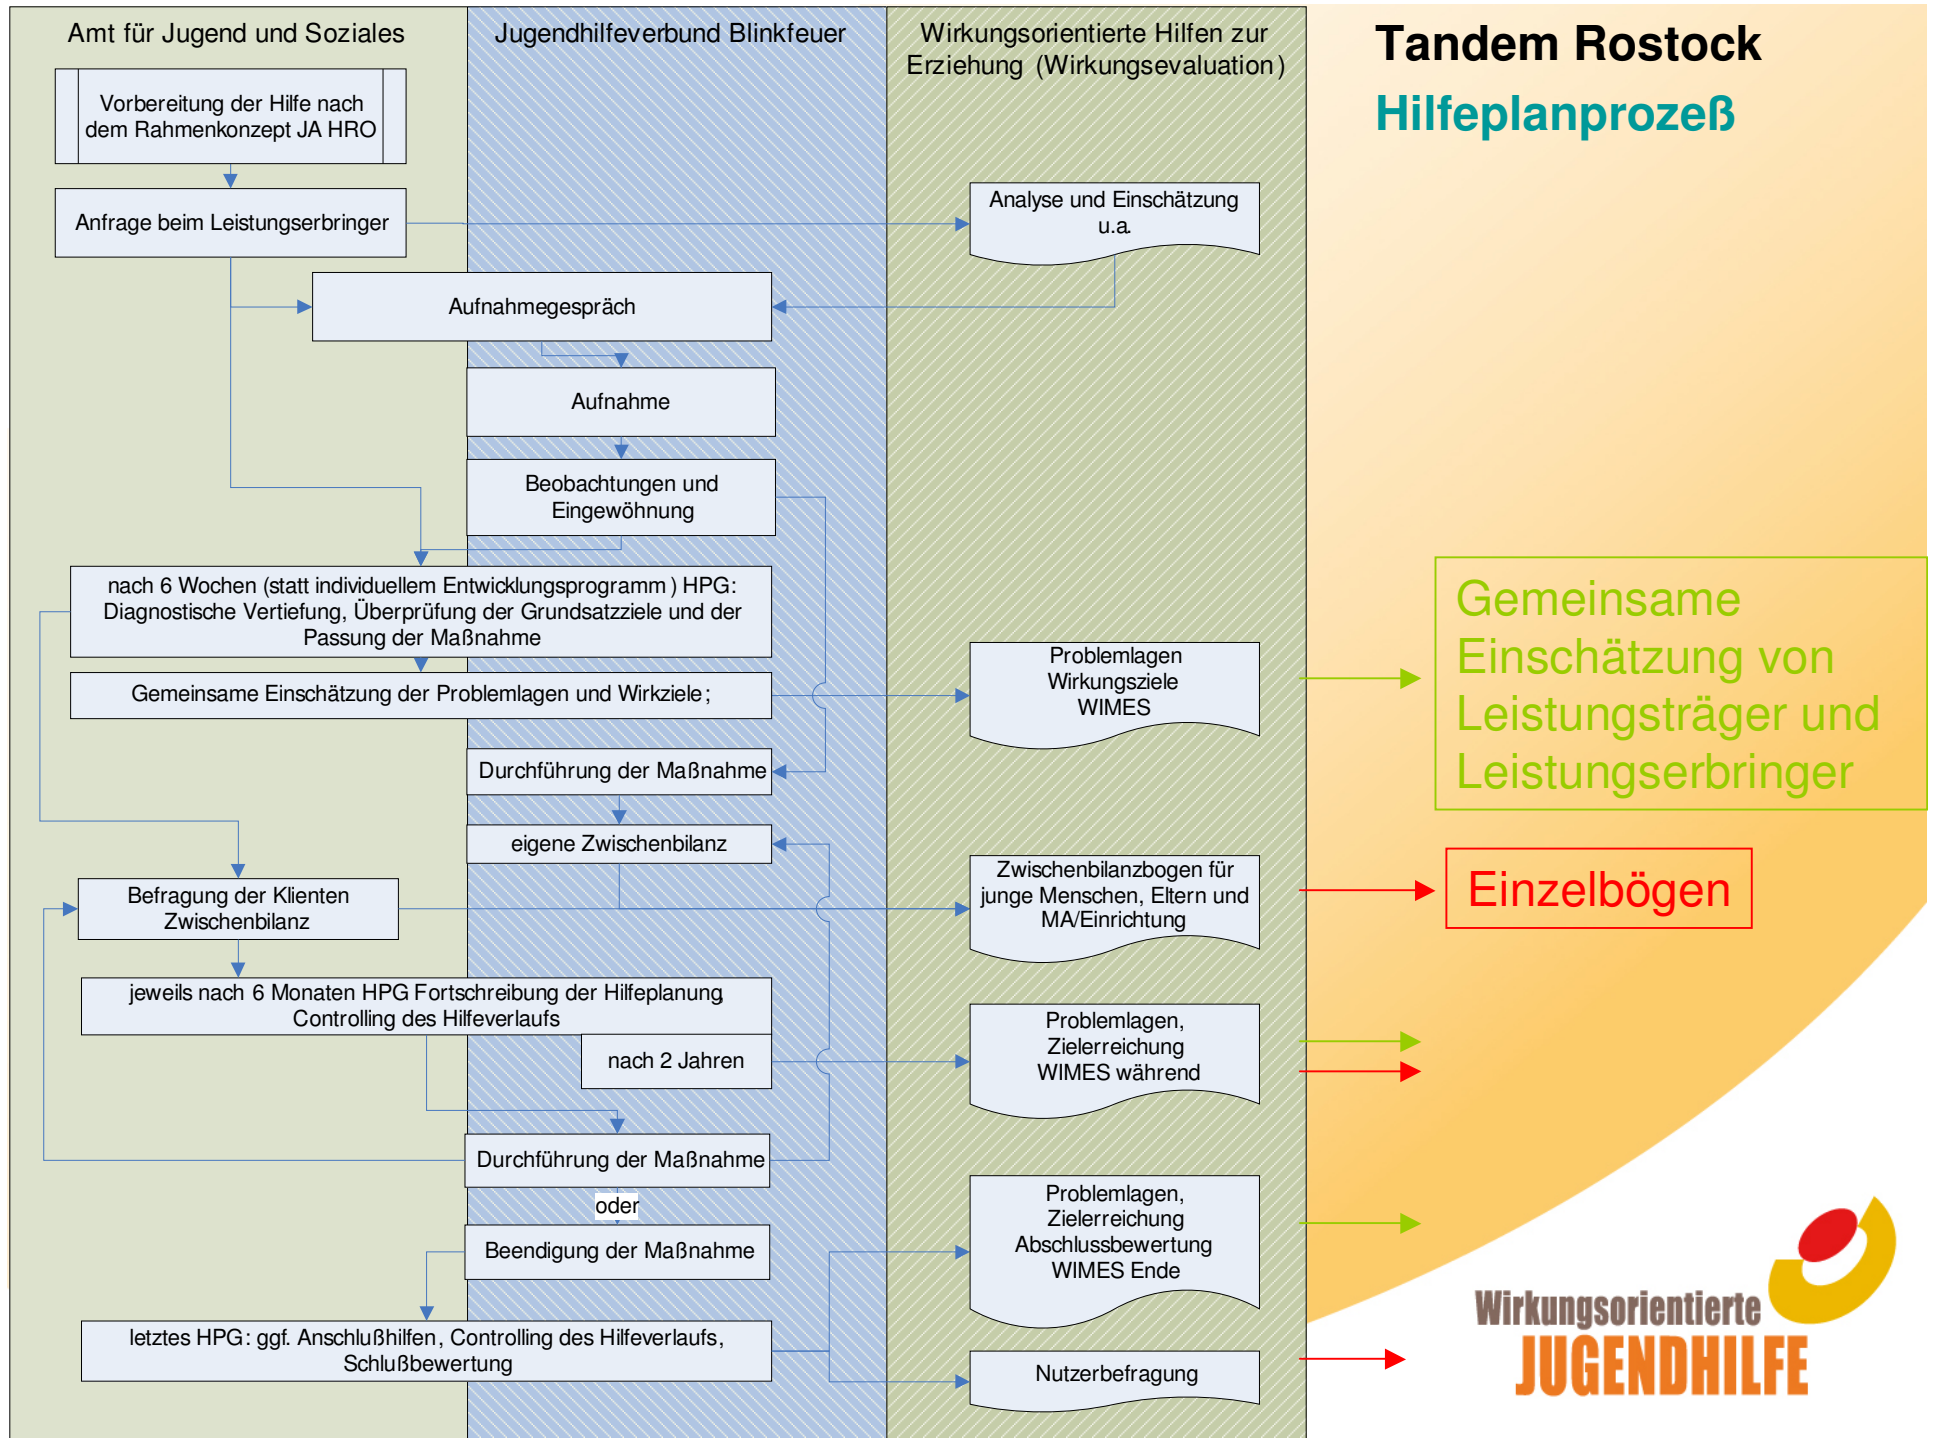 Amt für Jugend und Soziales
Jugendhilfeverbund Blinkfeuer
Wirkungsorientierte Hilfen zur
Erziehung (Wirkungsevaluation)
Tandem Rostock
Hilfeplanprozeß
Vorbereitung der Hilfe nach
dem Rahmenkonzept JA HRO
Anfrage beim Leistungserbringer
Analyse und Einschätzung
u.a.
Aufnahmegespräch
Aufnahme
Beobachtungen und
Eingewöhnung
nach 6 Wochen (statt individuellem Entwicklungsprogramm) HPG:
Diagnostische Vertiefung, Überprüfung der Grundsatzziele und der
Passung der Maßnahme
Gemeinsame Einschätzung der Problemlagen und Wirkziele;
Problemlagen
Wirkungsziele
WIMES
Gemeinsame
Einschätzung von
Leistungsträger und
Leistungserbringer
Durchführung der Maßnahme
eigene Zwischenbilanz
Befragung der Klienten
Zwischenbilanz
Zwischenbilanzbogen für
junge Menschen, Eltern und
MA/Einrichtung
Einzelbögen
jeweils nach 6 Monaten HPG Fortschreibung der Hilfeplanung,
Controlling des Hilfeverlaufs
nach 2 Jahren
Problemlagen,
Zielerreichung
WIMES während
Durchführung der Maßnahme
oder
Beendigung der Maßnahme
Problemlagen,
Zielerreichung
Abschlussbewertung
WIMES Ende
letztes HPG: ggf. Anschlußhilfen, Controlling des Hilfeverlaufs,
Schlußbewertung
Nutzerbefragung
Wirkungsorientierte
JUGENDHILFE